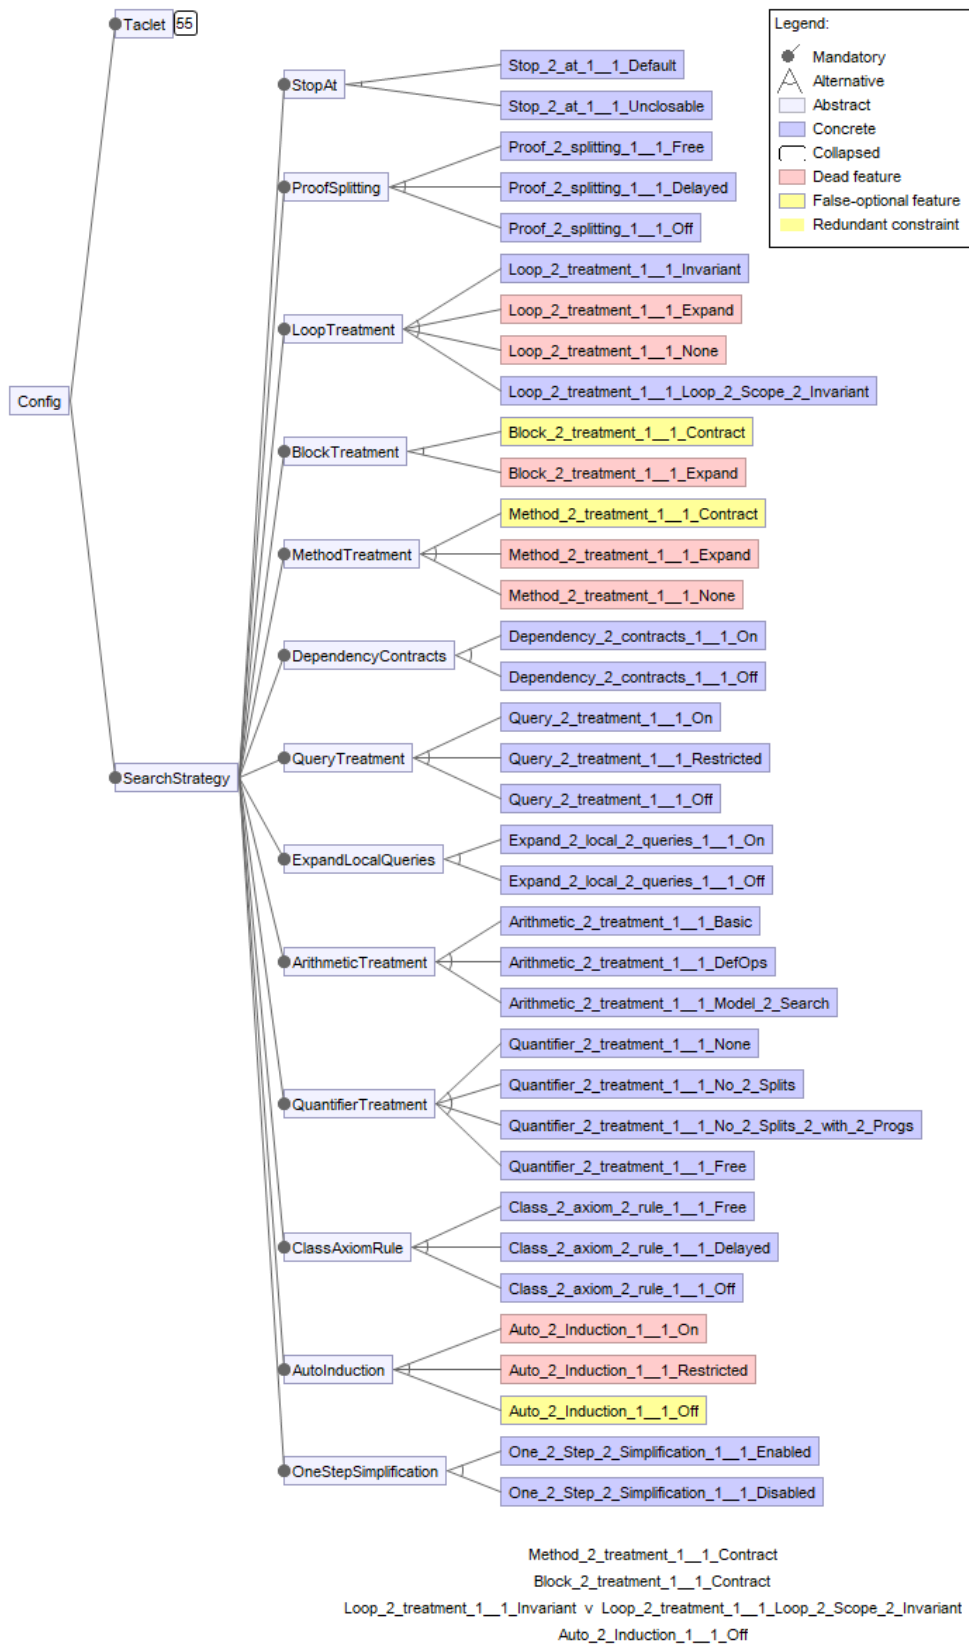 Taclet 55
Legend:
Mandatory
Alternative
Abstract
Concrete
Collapsed
Dead feature
False-optional feature
Redundant constraint
StopAt
Stop_2_at_1__1_Default
Stop_2_at_1__1_Unclosable
ProofSplitting
Proof_2_splitting_1__1_Free
Proof_2_splitting_1__1_Delayed
Proof_2_splitting_1__1_Off
LoopTreatment
Loop_2_treatment_1__1_Invariant
Loop_2_treatment_1__1_Expand
Loop_2_treatment_1__1_None
Loop_2_treatment_1__1_Loop_2_Scope_2_Invariant
Config
BlockTreatment
Block_2_treatment_1__1_Contract
Block_2_treatment_1__1_Expand
MethodTreatment
Method_2_treatment_1__1_Contract
Method_2_treatment_1__1_Expand
Method_2_treatment_1__1_None
DependencyContracts
Dependency_2_contracts_1__1_On
Dependency_2_contracts_1__1_Off
SearchStrategy
QueryTreatment
Query_2_treatment_1__1_On
Query_2_treatment_1__1_Restricted
Query_2_treatment_1__1_Off
ExpandLocalQueries
Expand_2_local_2_queries_1__1_On
Expand_2_local_2_queries_1__1_Off
ArithmeticTreatment
Arithmetic_2_treatment_1__1_Basic
Arithmetic_2_treatment_1__1_DefOps
Arithmetic_2_treatment_1__1_Model_2_Search
QuantifierTreatment
Quantifier_2_treatment_1__1_None
Quantifier_2_treatment_1__1_No_2_Splits
Quantifier_2_treatment_1__1_No_2_Splits_2_with_2_Progs
Quantifier_2_treatment_1__1_Free
ClassAxiomRule
Class_2_axiom_2_rule_1__1_Free
Class_2_axiom_2_rule_1__1_Delayed
Class_2_axiom_2_rule_1__1_Off
AutoInduction
Auto_2_Induction_1__1_On
Auto_2_Induction_1__1_Restricted
Auto_2_Induction_1__1_Off
OneStepSimplification
One_2_Step_2_Simplification_1__1_Enabled
One_2_Step_2_Simplification_1__1_Disabled
Method_2_treatment_1__1_Contract
Block_2_treatment_1__1_Contract
Loop_2_treatment_1__1_Invariant v Loop_2_treatment_1__1_Loop_2_Scope_2_Invariant
Auto_2_Induction_1__1_Off